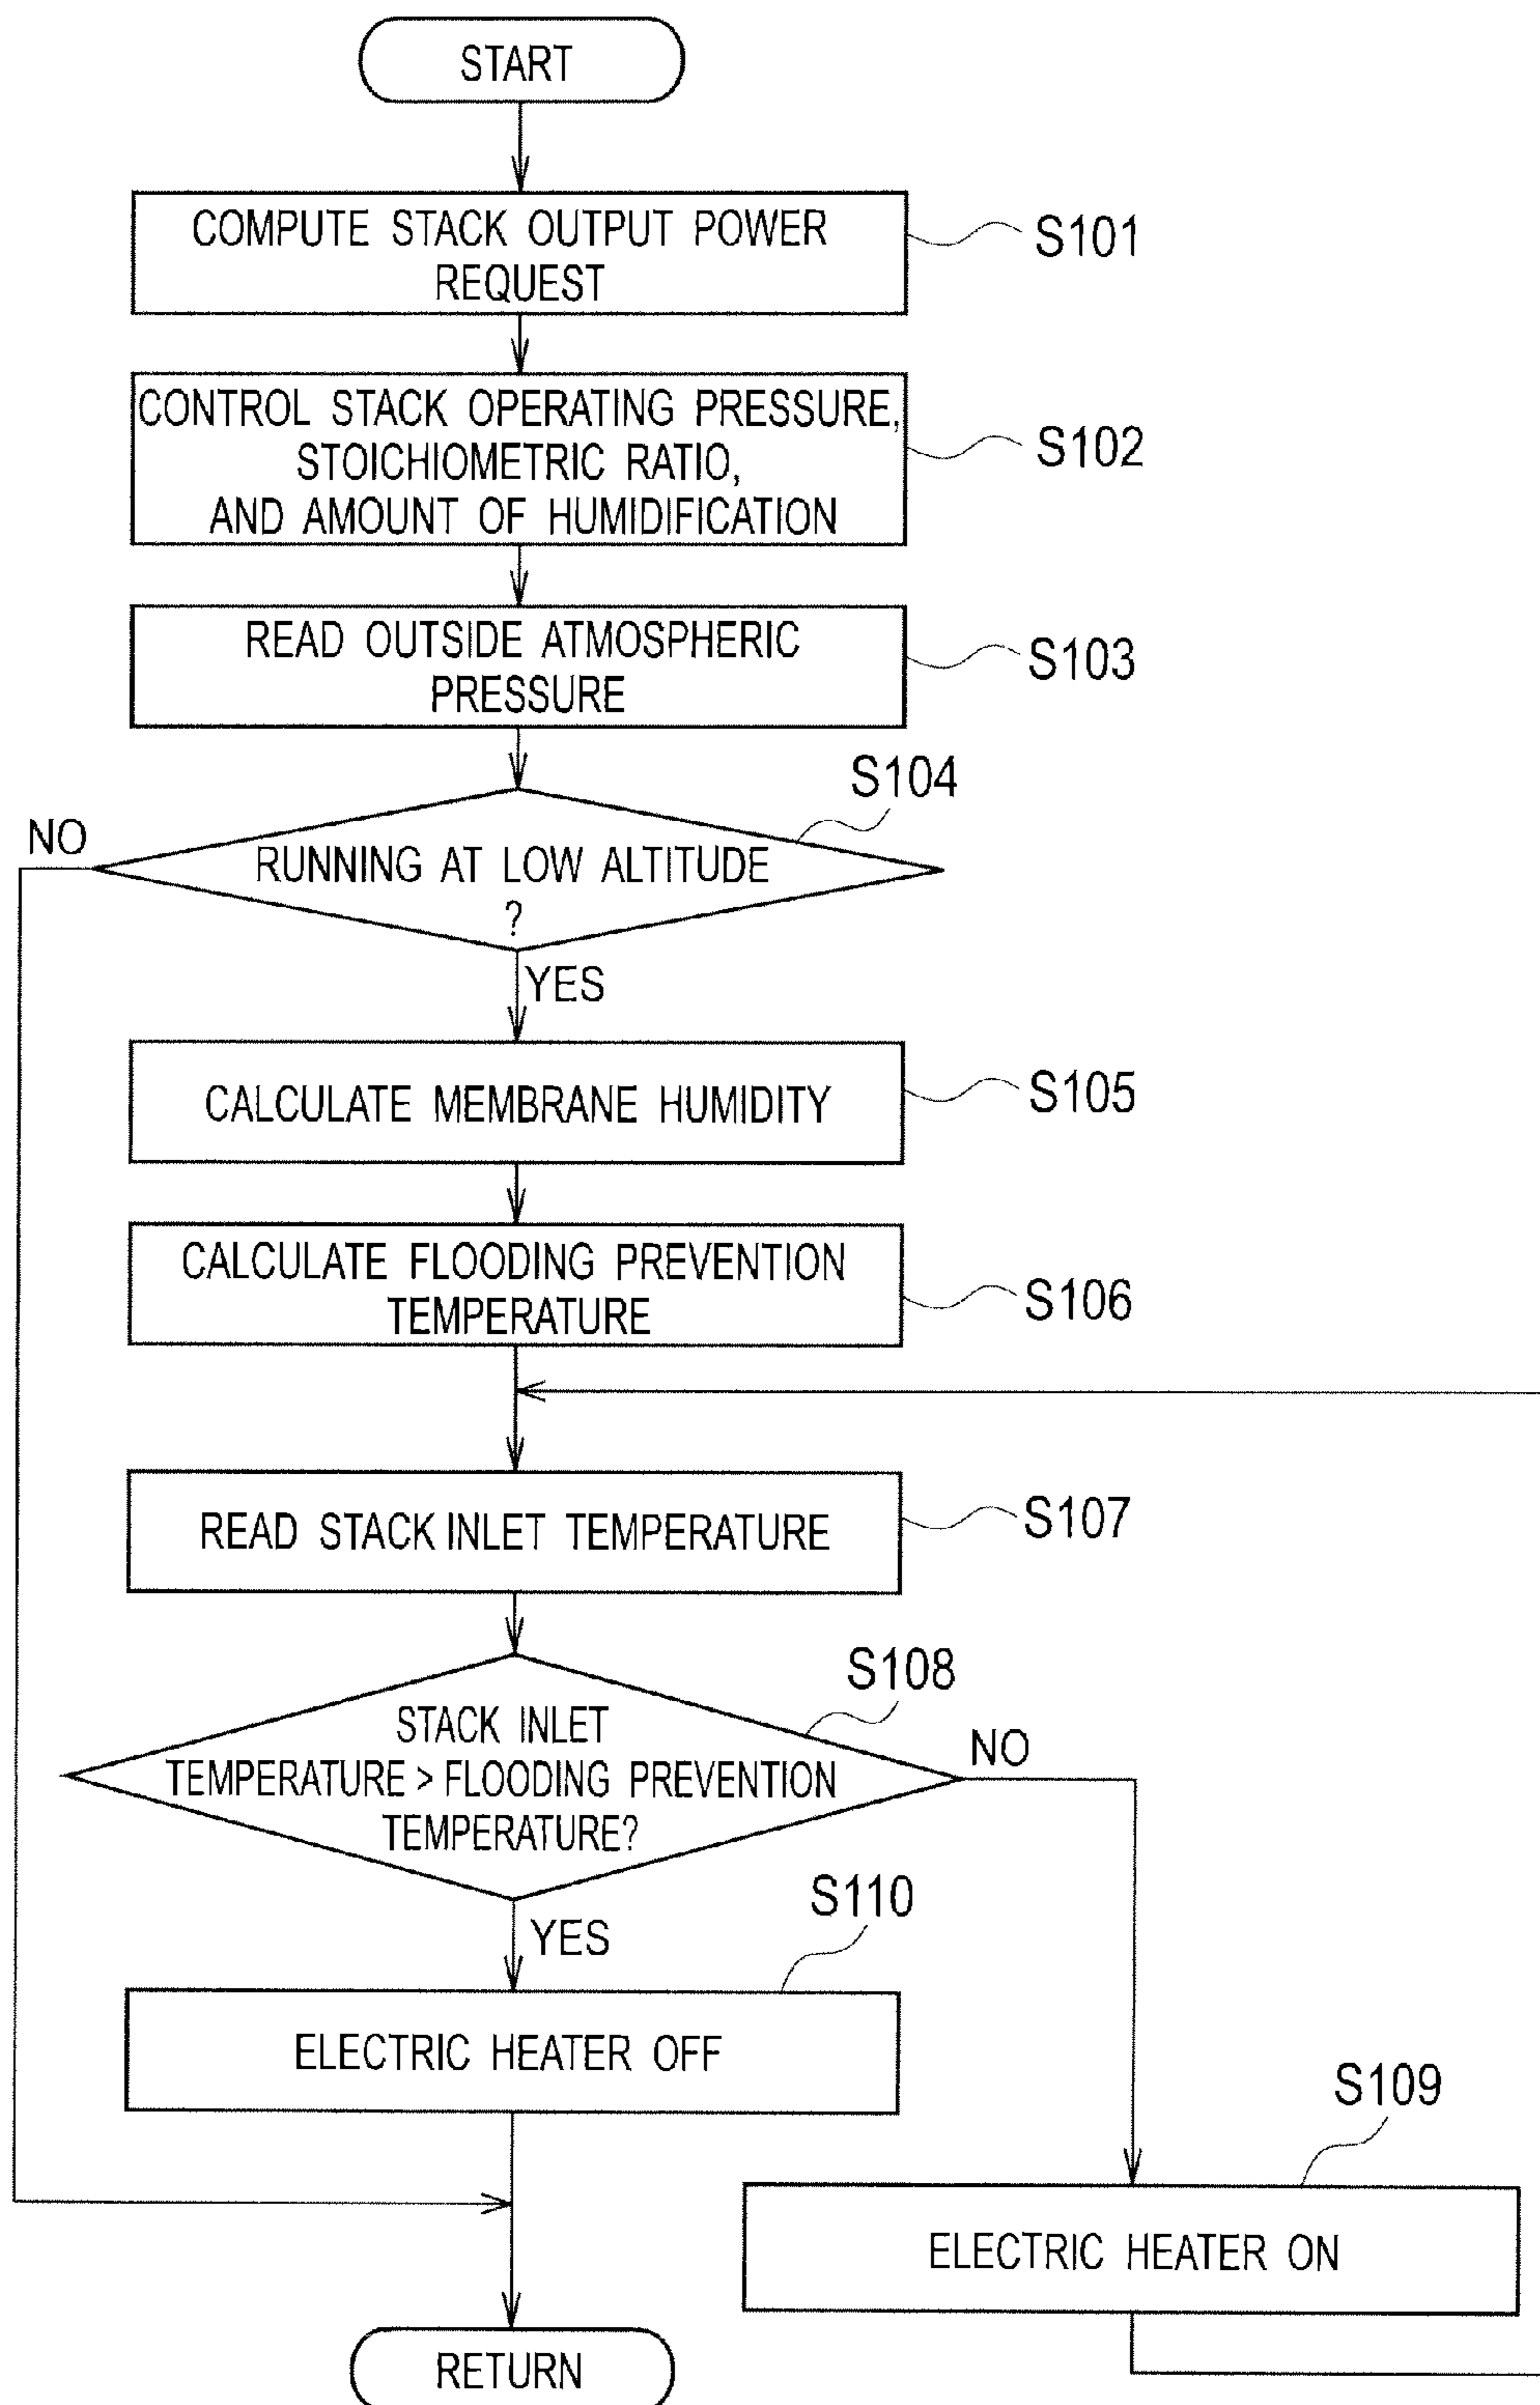 START
COMPUTE STACK OUTPUT POWER
REQUEST
S101
CONTROL STACK OPERATING PRESSURE,
STOICHIOMETRIC RATIO,
AND AMOUNT OF HUMIDIFICATION
S102
READ OUTSIDE ATMOSPHERIC
PRESSURE
S103
S104
NO
RUNNING AT LOW ALTITUDE
?
YES
CALCULATE MEMBRANE HUMIDITY
S105
CALCULATE FLOODING PREVENTION
TEMPERATURE
S106
READ STACK INLET TEMPERATURE
S107
S108
STACK INLET
TEMPERATURE > FLOODING PREVENTION
TEMPERATURE?
NO
YES
S110
ELECTRIC HEATER OFF
S109
ELECTRIC HEATER ON
RETURN